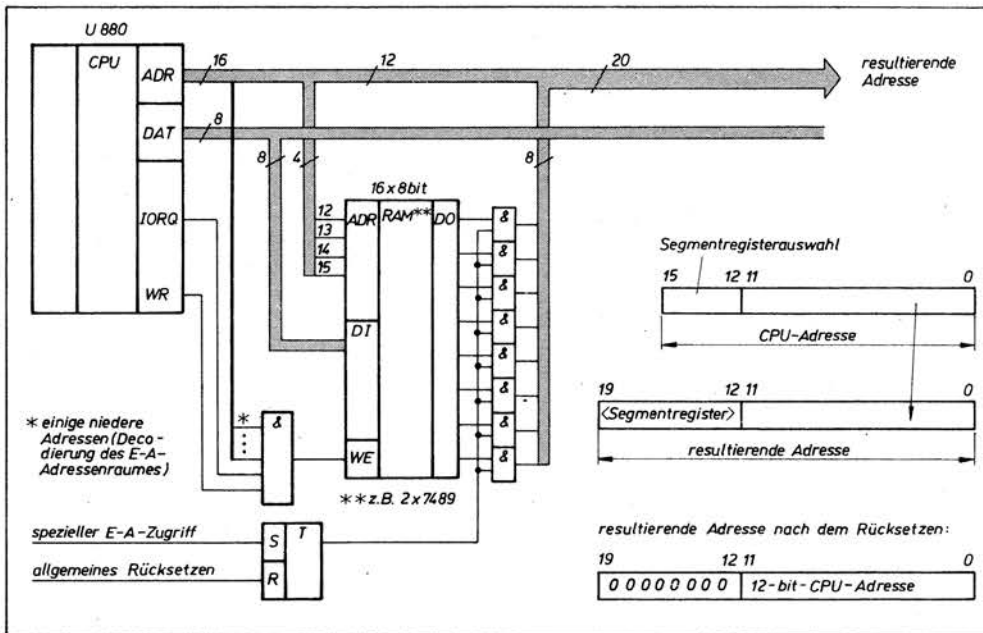 U 880
CPU
ADR
DAT
IORQ
WR
16
12
20
resultierende
Adresse
8
8
4
8
16 x 8bit
12
13
14
15
ADR
RAM**
DO
DI
WE
&
&
&
&
&
&
&
&
* einige niedere
Adressen (Deco-
dierung des E-A-
Adressenraumes)
*
&
** z.B. 2x7489
spezieller E-A-Zugriff
allgemeines Rücksetzen
S
T
R
Segmentregisterauswahl
15 12 11 0
CPU-Adresse
19 12 11 0
<Segmentregister>
resultierende Adresse
resultierende Adresse nach dem Rücksetzen:
19 12 11 0
0 0 0 0 0 0 0 0
12-bit-CPU-Adresse